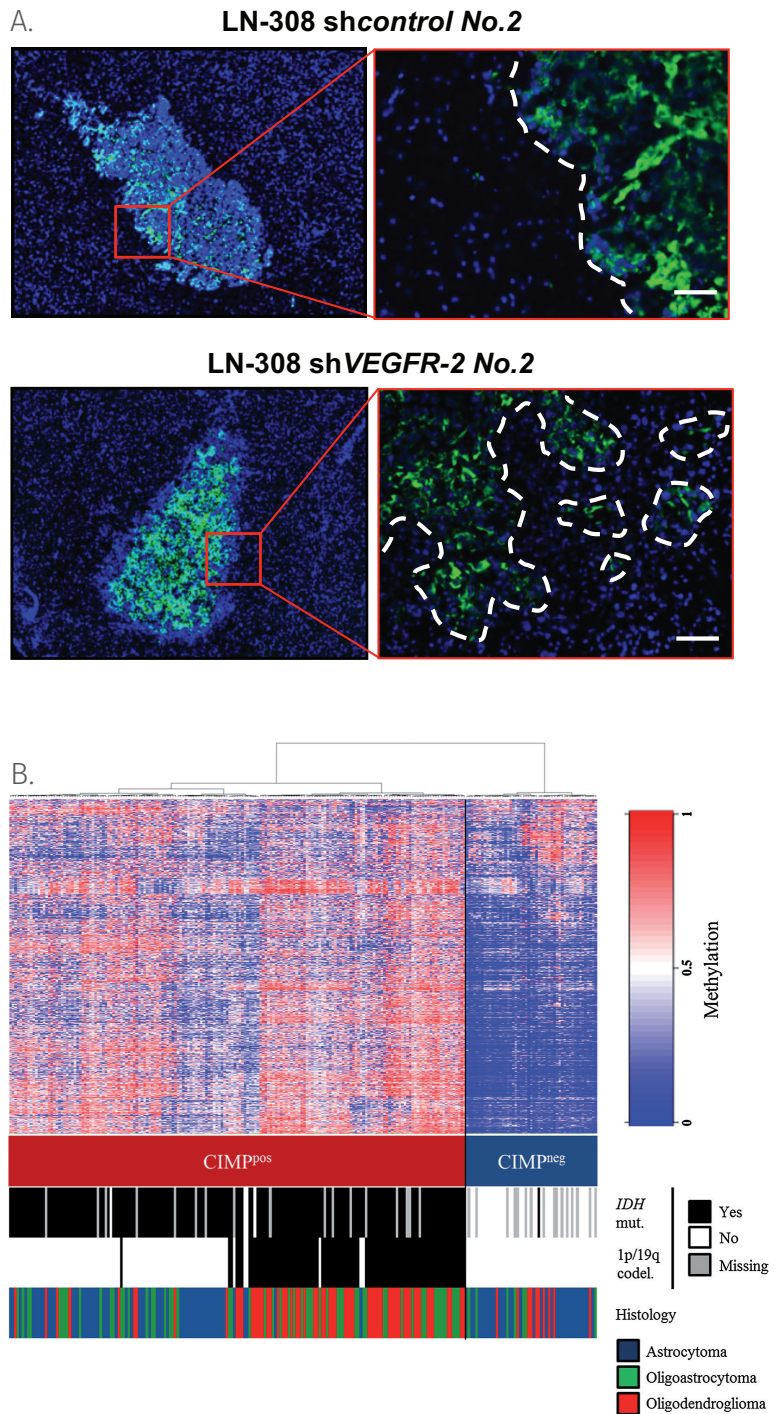 A.
LN-308 shcontrol No.2
LN-308 shVEGFR-2 No.2
B.
1
0.5
0
Methylation
CIMPpos
CIMPneg
IDH
mut.
1p/19q
codel.
Yes
No
Missing
Histology
Astrocytoma
Oligoastrocytoma
Oligodendroglioma